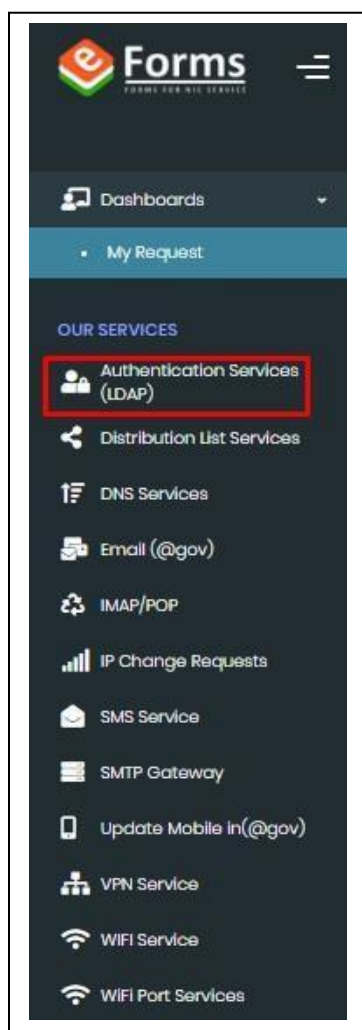 e
Forms
FORMS FOR NIC SERVICE
Dashboards
My Request
OUR SERVICES
Authentication Services
(LDAP)
Distribution List Services
DNS Services
Email (@gov)
IMAP/POP
IP Change Requests
SMS Service
SMTP Gateway
Update Mobile in(@gov)
VPN Service
WIFI Service
WiFi Port Services